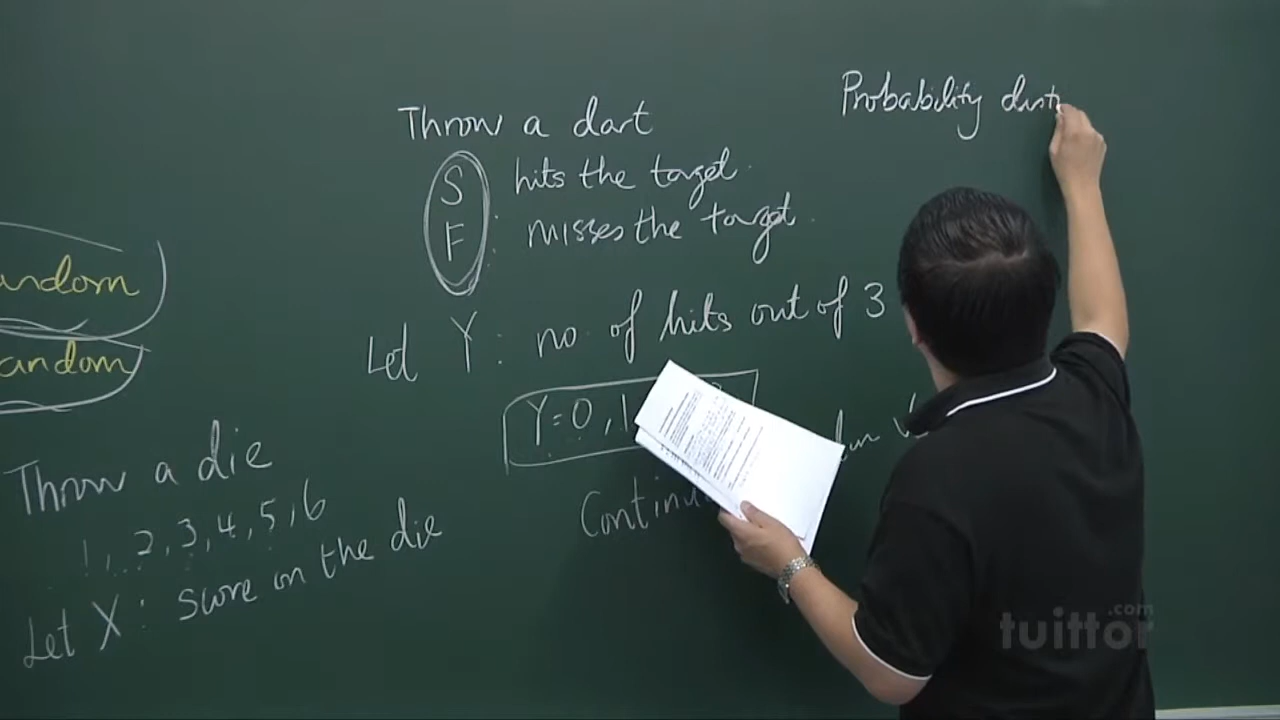 Throw a dart
S : hits the target.
F : misses the target.
Let Y : no. of hits out of 3
Y = 0, 1
Probability distr
andom
andom
Throw a die
1, 2, 3, 4, 5, 6
Let X : score on the die
Continu
tuittor.com